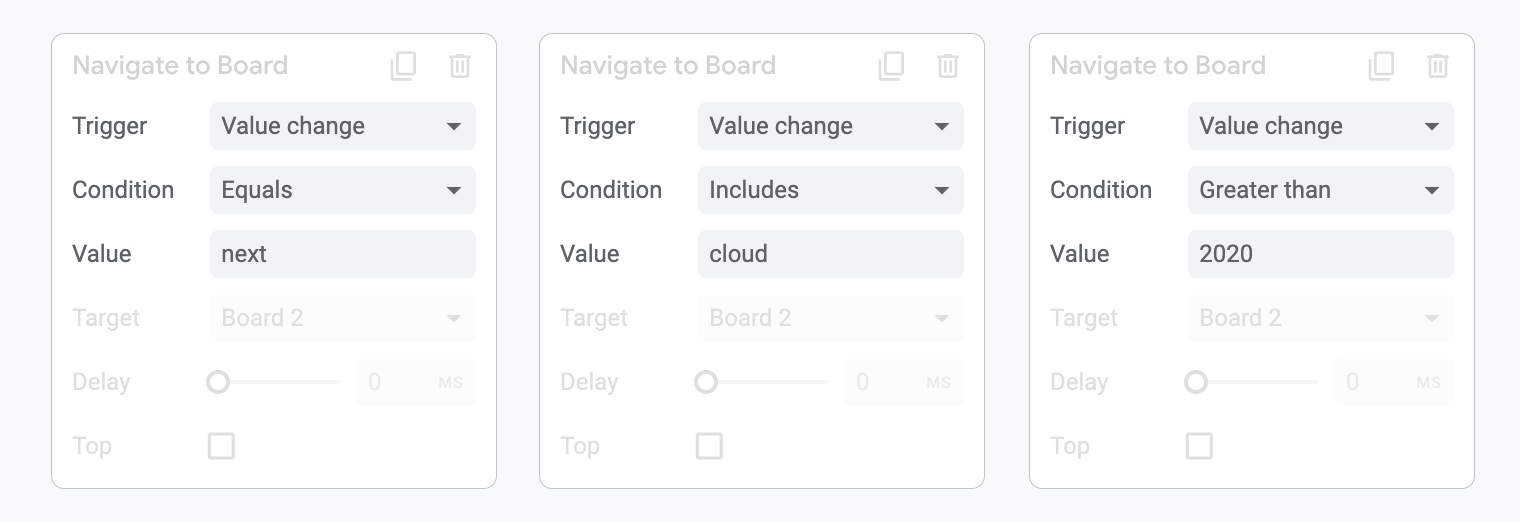 Navigate to Board
Trigger Value change
Condition Equals
Value next
Target Board 2
Delay 0 MS
Top
Navigate to Board
Trigger Value change
Condition Includes
Value cloud
Target Board 2
Delay 0 MS
Top
Navigate to Board
Trigger Value change
Condition Greater than
Value 2020
Target Board 2
Delay 0 MS
Top